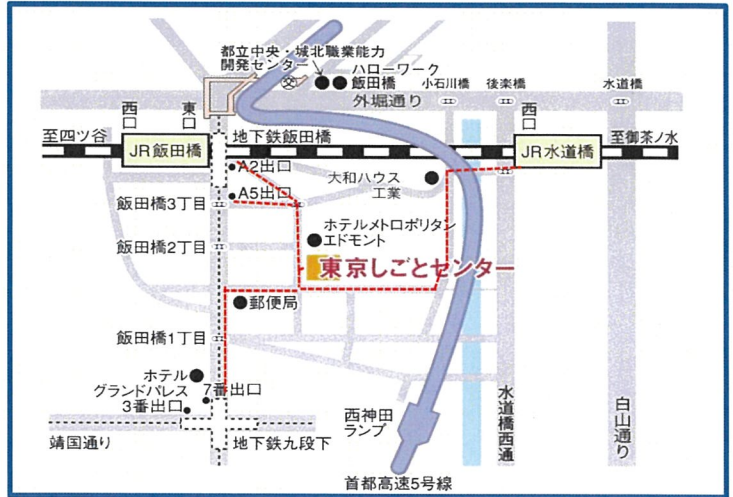 都立中央・城北職業能力
開発センター
ハローワーク
飯田橋
小石川橋
後楽橋
水道橋
外堀通り
西口
東口
西口
至四ツ谷
JR飯田橋
地下鉄飯田橋
JR水道橋
至御茶ノ水
A2出口
A5出口
大和ハウス
工業
飯田橋3丁目
ホテルメトロポリタン
エドモント
飯田橋2丁目
東京しごとセンター
郵便局
飯田橋1丁目
ホテル
グランドパレス
7番出口
3番出口
西神田
ランプ
水道橋西通
白山通り
靖国通り
地下鉄九段下
首都高速5号線